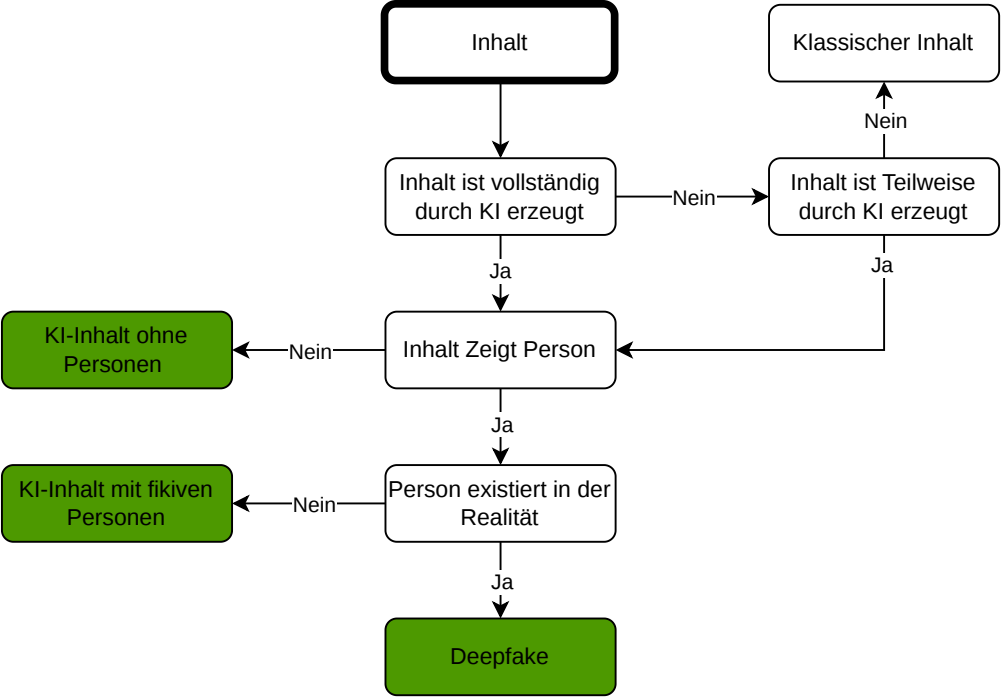 Inhalt
Klassischer Inhalt
Nein
Inhalt ist vollständig
durch KI erzeugt
Nein
Inhalt ist Teilweise
durch KI erzeugt
Ja
Ja
KI-Inhalt ohne
Personen
Nein
Inhalt Zeigt Person
Ja
KI-Inhalt mit fikiven
Personen
Nein
Person existiert in der
Realität
Ja
Deepfake